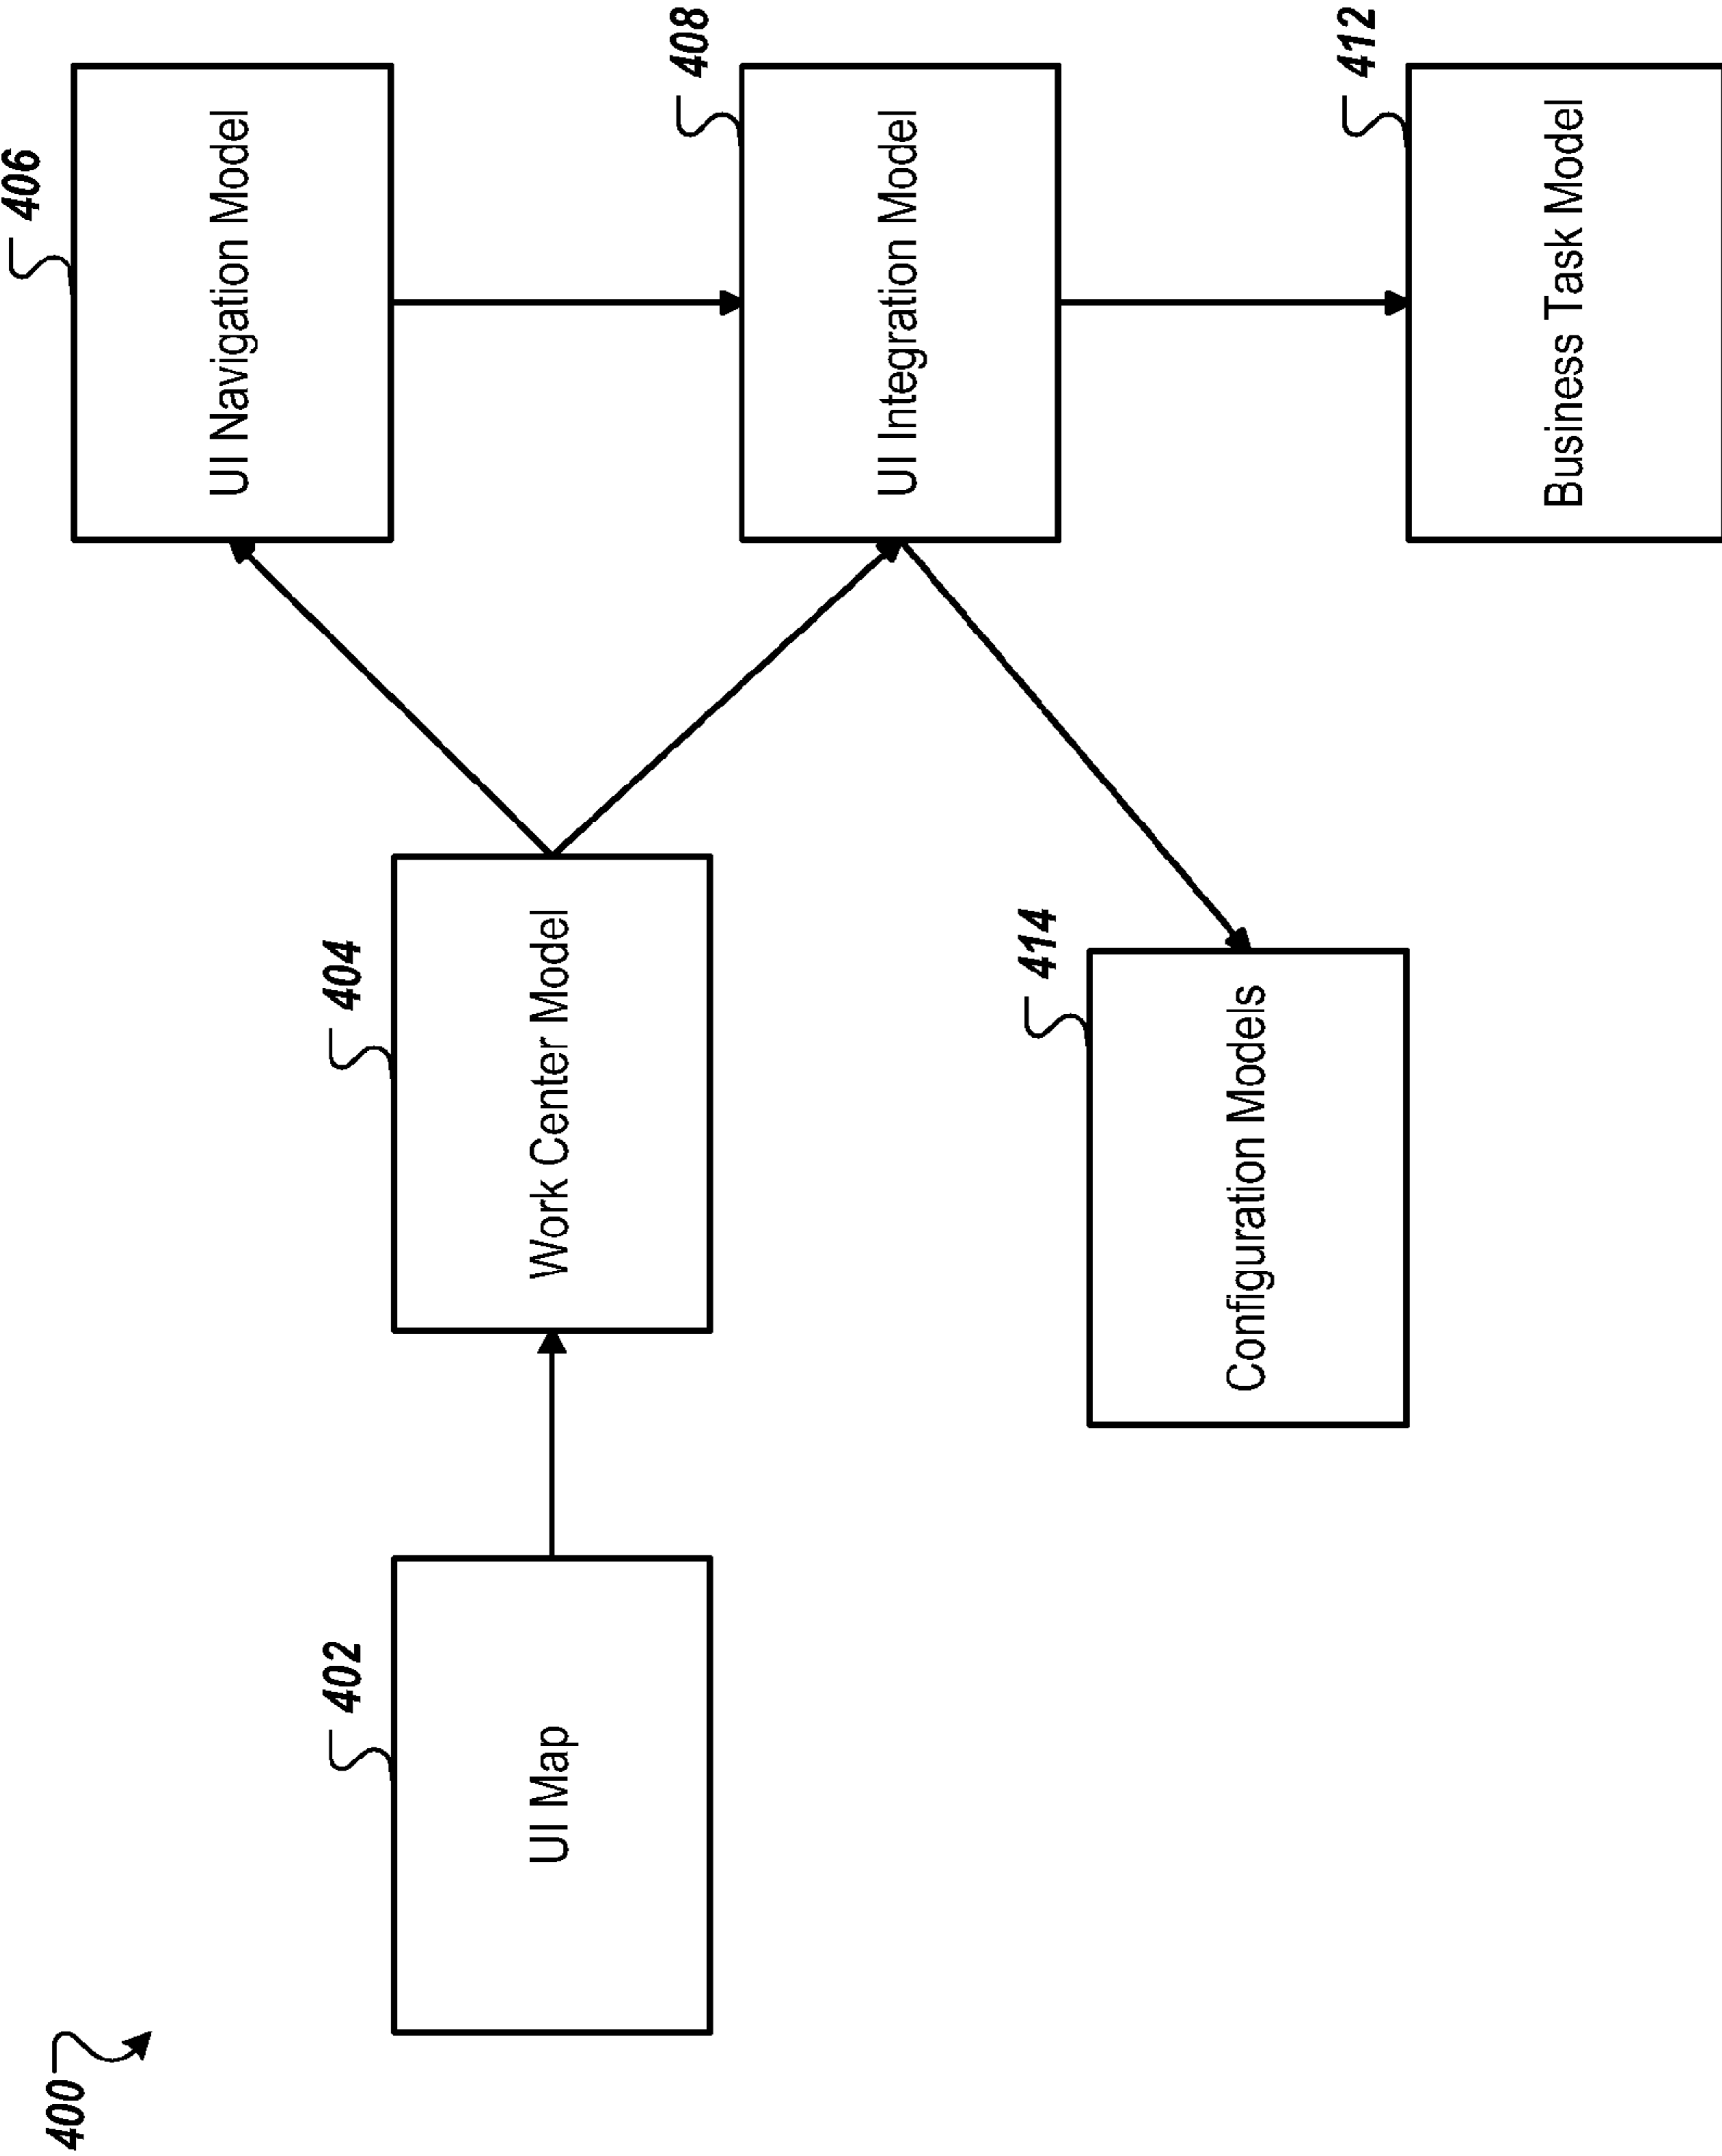 400
402
UI Map
404
Work Center Model
406
UI Navigation Model
408
UI Integration Model
414
Configuration Models
412
Business Task Model